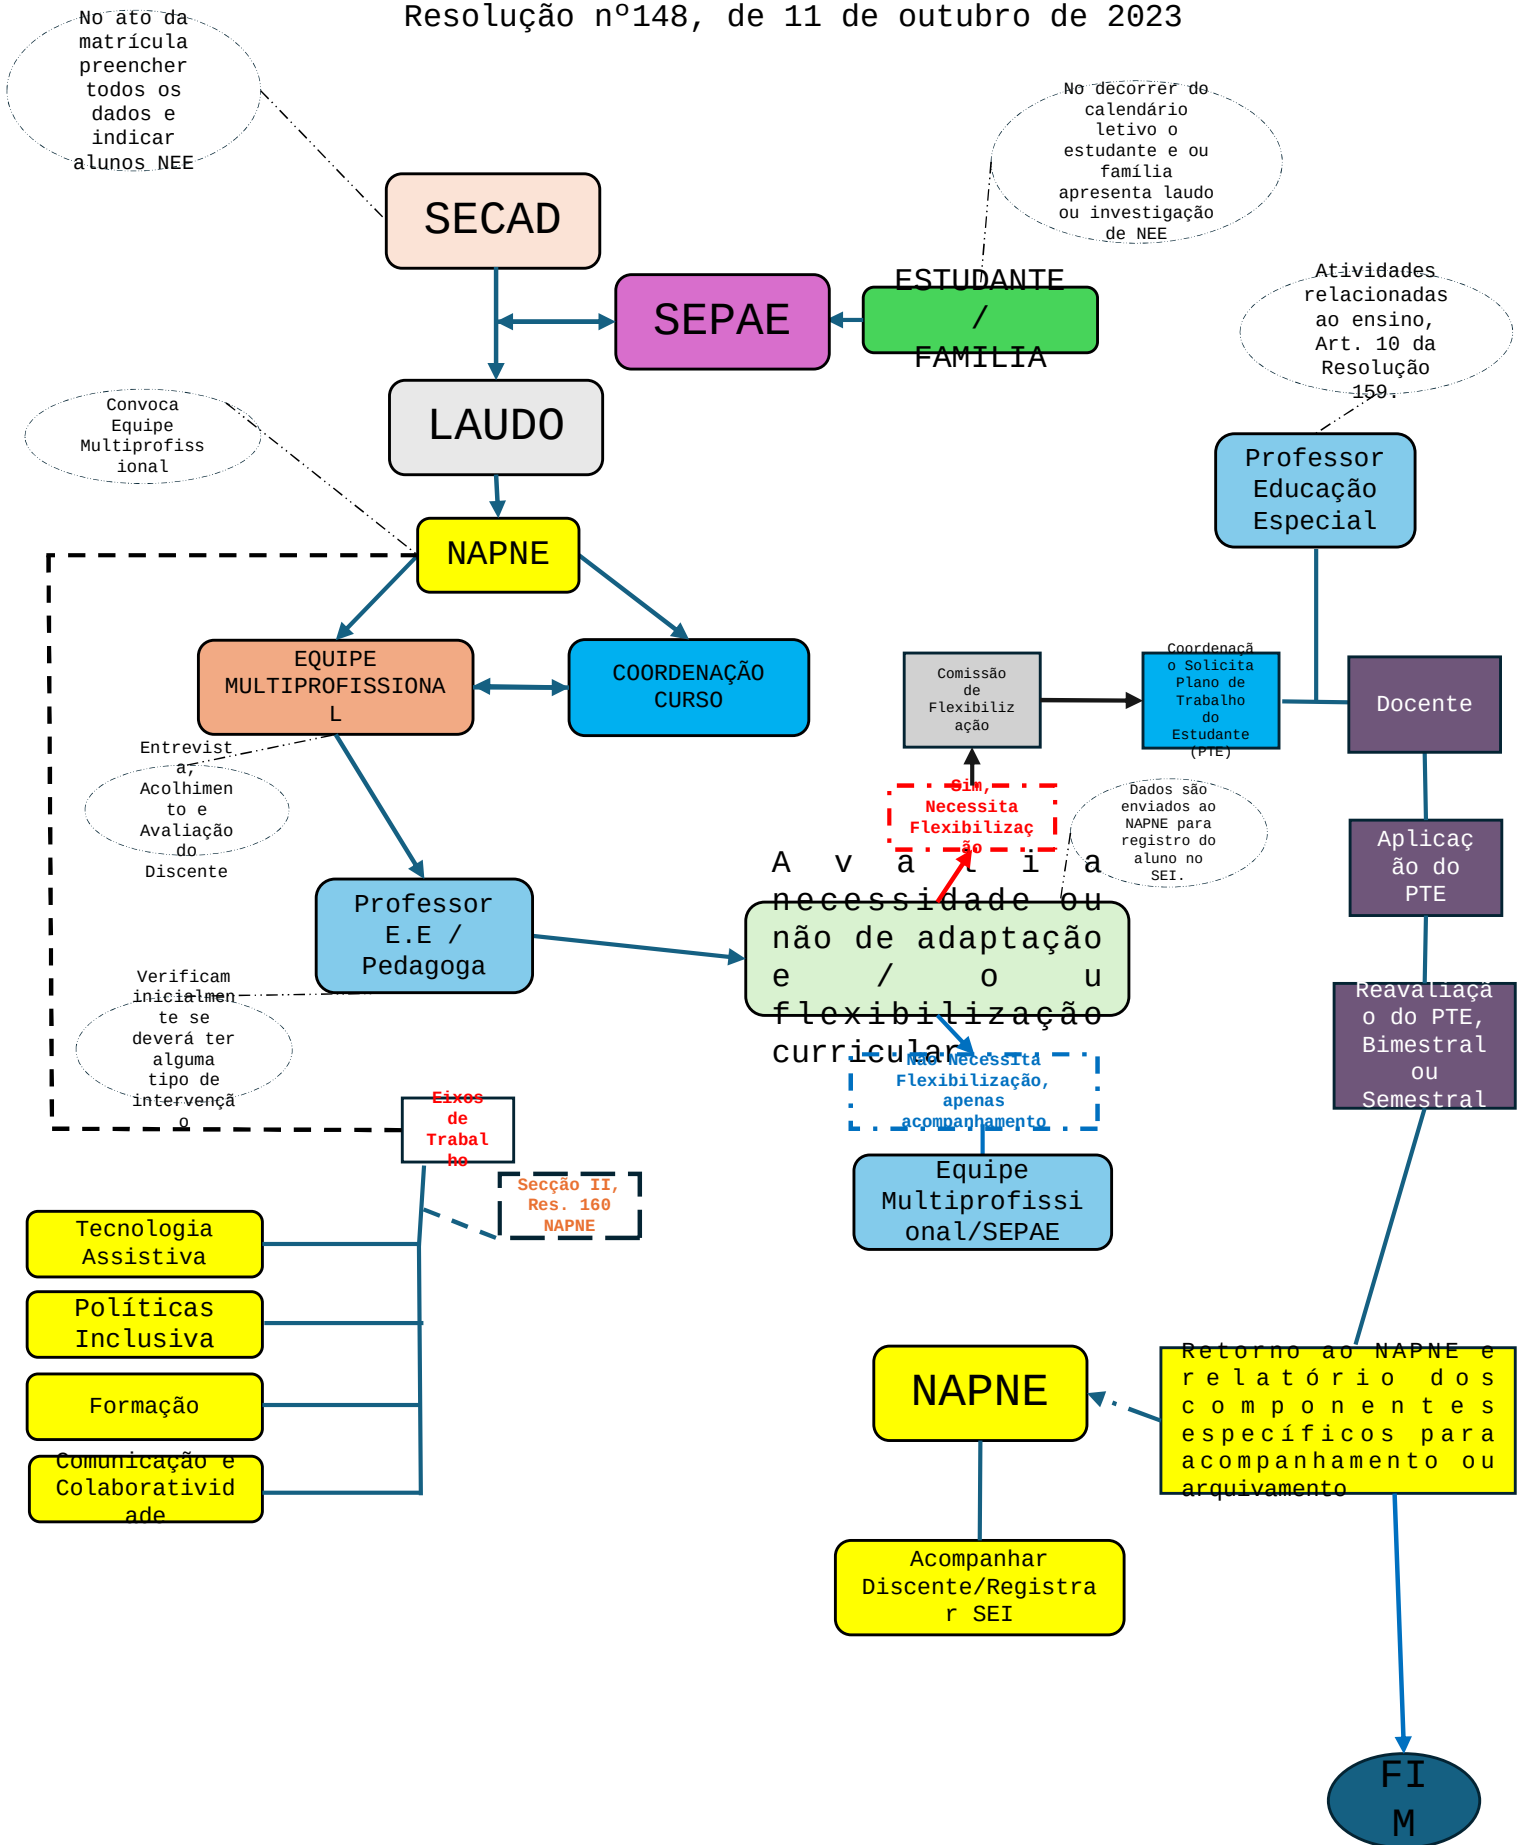 Resolução nº148, de 11 de outubro de 2023
No ato da
matrícula
preencher
todos os
dados e
indicar
alunos NEE
No decorrer do
calendário
letivo o
estudante e ou
família
apresenta laudo
ou investigação
de NEE
SECAD
SEPAE
ESTUDANTE
/
FAMILIA
Atividades
relacionadas
ao ensino,
Art. 10 da
Resolução
159.
LAUDO
Convoca
Equipe
Multiprofiss
ional
Professor
Educação
Especial
NAPNE
EQUIPE
MULTIPROFISSIONA
L
COORDENAÇÃO
CURSO
Comissão
de
Flexibiliz
ação
Coordenaçã
o Solicita
Plano de
Trabalho
do
Estudante
(PTE)
Docente
Entrevist
a,
Acolhimen
to e
Avaliação
do
Discente
Sim,
Necessita
Flexibilizaç
ão
Dados são
enviados ao
NAPNE para
registro do
aluno no
SEI.
Aplicaç
ão do
PTE
Professor
E.E /
Pedagoga
Avalia
necessidade ou
não de adaptação
e / o u
flexibilização
curricular
Verificam
inicialmen
te se
deverá ter
alguma
tipo de
intervençã
o
Reavaliaçã
o do PTE,
Bimestral
ou
Semestral
Não Necessita
Flexibilização,
apenas
acompanhamento
Eixos
de
Trabal
ho
Secção II,
Res. 160
NAPNE
Equipe
Multiprofissi
onal/SEPAE
Tecnologia
Assistiva
Políticas
Inclusiva
Formação
Comunicação e
Colaborativid
ade
NAPNE
Retorno ao NAPNE e
relatório dos
componentes
específicos para
acompanhamento ou
arquivamento
Acompanhar
Discente/Registra
r SEI
FI
M